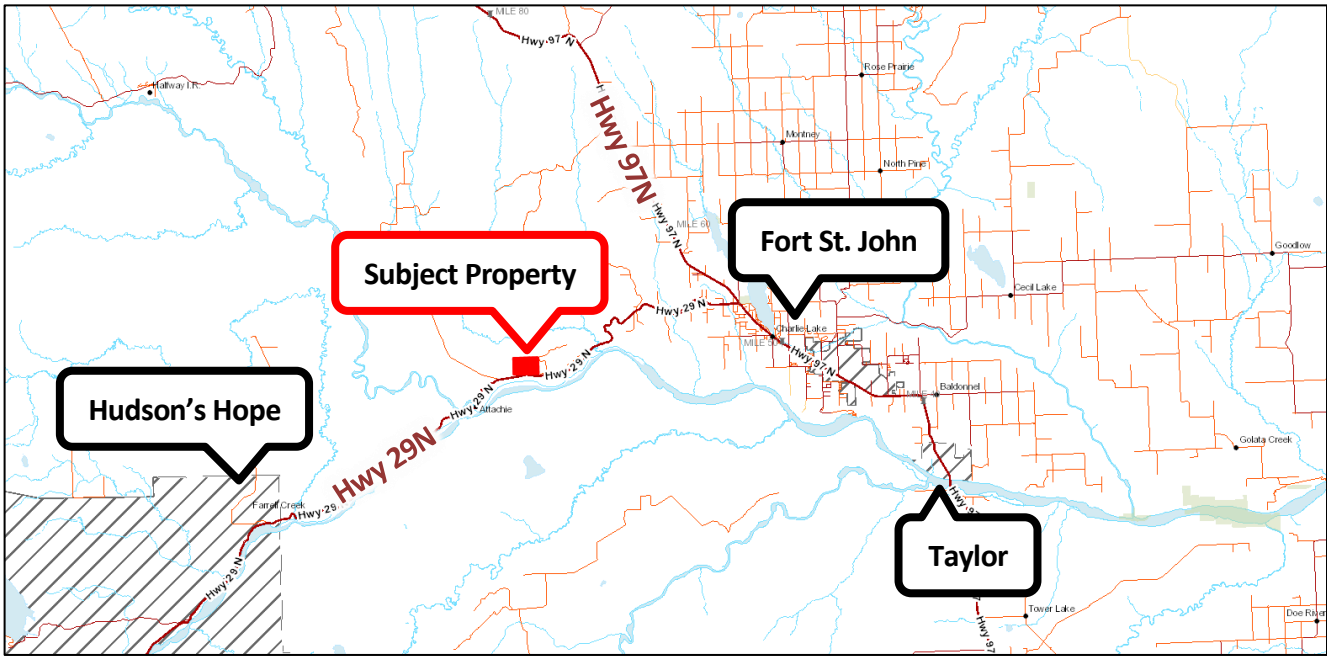 MILE 80
Hwy 97 N
Rose Prairie
Halfway I.R.
Hwy 97N
Montney
North Pine
Hwy 97 N
MILE 60
Fort St. John
Subject Property
Goodlow
Cecil Lake
Hwy 29 N
Charlie Lake
Hwy 97 N
Hwy 29 N
Hudson's Hope
Baldonnel
Hwy 29 N
Attachie
Hwy 29N
Golata Creek
Farrell Creek
Hwy 29
Hwy 97
Taylor
Hwy 29 N
Tower Lake
Doe River
Hwy 97